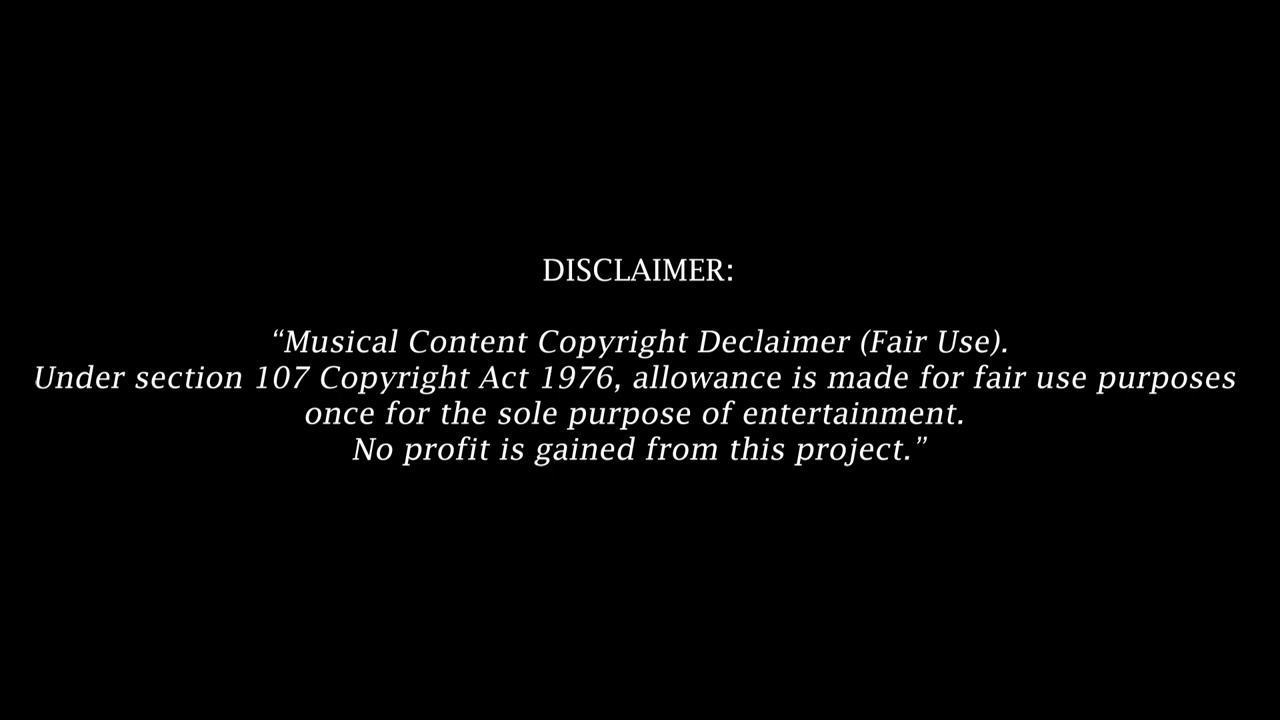 DISCLAIMER:
“Musical Content Copyright Declaimer (Fair Use).
Under section 107 Copyright Act 1976, allowance is made for fair use purposes
once for the sole purpose of entertainment.
No profit is gained from this project.”